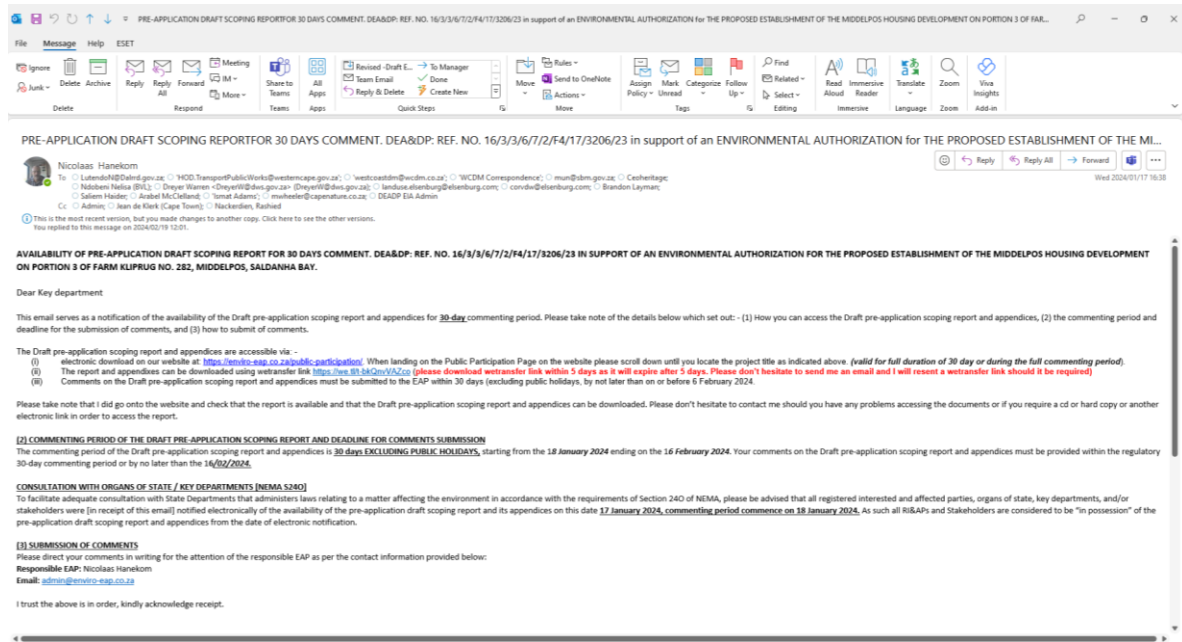 PRE-APPLICATION DRAFT SCOPING REPORTFOR 30 DAYS COMMENT. DEA&DP: REF. NO. 16/3/3/6/7/2/F4/17/3206/23 in support of an ENVIRONMENTAL AUTHORIZATION for THE PROPOSED ESTABLISHMENT OF THE MIDDELPOS HOUSING DEVELOPMENT ON PORTION 3 OF FAR...
File Message Help ESET
Ignore Junk Delete Archive Reply Reply All Forward Meeting IM More Share to Teams All Apps Revised -Draft E... Team Email Reply & Delete To Manager Done Create New Move Rules Send to OneNote Actions Assign Policy Mark Unread Categorize Follow Up Find Related Select Read Aloud Immersive Reader Translate Zoom Viva Insights
Delete Respond Teams Apps Quick Steps Move Tags Editing Immersive Language Zoom Add-in
PRE-APPLICATION DRAFT SCOPING REPORTFOR 30 DAYS COMMENT. DEA&DP: REF. NO. 16/3/3/6/7/2/F4/17/3206/23 in support of an ENVIRONMENTAL AUTHORIZATION for THE PROPOSED ESTABLISHMENT OF THE MI...
Nicolaas Hanekom
Reply Reply All Forward
To LutendoN@Dalrrd.gov.za; 'HOD.TransportPublicWorks@westerncape.gov.za'; 'westcoastdm@wcdm.co.za'; 'WCDM Correspondence'; mun@sbm.gov.za; Ceoheritage;
Wed 2024/01/17 16:38
Ndobeni Nelisa (BVL); Dreyer Warren <DreyerW@dws.gov.za> (DreyerW@dws.gov.za); landuse.elsenburg@elsenburg.com; corvdw@elsenburg.com; Brandon Layman;
Saliem Haider; Arabel McClelland; 'Ismat Adams'; mwheeler@capenature.co.za; DEADP EIA Admin
Cc Admin; Jean de Klerk (Cape Town); Nackerdien, Rashied
This is the most recent version, but you made changes to another copy. Click here to see the other versions.
You replied to this message on 2024/02/19 12:01.
AVAILABILITY OF PRE-APPLICATION DRAFT SCOPING REPORT FOR 30 DAYS COMMENT. DEA&DP: REF. NO. 16/3/3/6/7/2/F4/17/3206/23 IN SUPPORT OF AN ENVIRONMENTAL AUTHORIZATION FOR THE PROPOSED ESTABLISHMENT OF THE MIDDELPOS HOUSING DEVELOPMENT
ON PORTION 3 OF FARM KLIPRUG NO. 282, MIDDELPOS, SALDANHA BAY.
Dear Key department
This email serves as a notification of the availability of the Draft pre-application scoping report and appendices for 30-day commenting period. Please take note of the details below which set out: - (1) How you can access the Draft pre-application scoping report and appendices, (2) the commenting period and
deadline for the submission of comments, and (3) how to submit of comments.
The Draft pre-application scoping report and appendices are accessible via: -
(i) electronic download on our website at: https://enviro-eap.co.za/public-participation/. When landing on the Public Participation Page on the website please scroll down until you locate the project title as indicated above. (valid for full duration of 30 day or during the full commenting period).
(ii) The report and appendixes can be downloaded using wetransfer link https://we.tl/t-bkQnvVAZco (please download wetransfer link within 5 days as it will expire after 5 days. Please don't hesitate to send me an email and I will resent a wetransfer link should it be required)
(iii) Comments on the Draft pre-application scoping report and appendices must be submitted to the EAP within 30 days (excluding public holidays, by not later than on or before 6 February 2024.
Please take note that I did go onto the website and check that the report is available and that the Draft pre-application scoping report and appendices can be downloaded. Please don't hesitate to contact me should you have any problems accessing the documents or if you require a cd or hard copy or another
electronic link in order to access the report.
(2) COMMENTING PERIOD OF THE DRAFT PRE-APPLICATION SCOPING REPORT AND DEADLINE FOR COMMENTS SUBMISSION
The commenting period of the Draft pre-application scoping report and appendices is 30 days EXCLUDING PUBLIC HOLIDAYS, starting from the 18 January 2024 ending on the 16 February 2024. Your comments on the Draft pre-application scoping report and appendices must be provided within the regulatory
30-day commenting period or by no later than the 16/02/2024.
CONSULTATION WITH ORGANS OF STATE / KEY DEPARTMENTS [NEMA S24O]
To facilitate adequate consultation with State Departments that administers laws relating to a matter affecting the environment in accordance with the requirements of Section 24O of NEMA, please be advised that all registered interested and affected parties, organs of state, key departments, and/or
stakeholders were [in receipt of this email] notified electronically of the availability of the pre-application draft scoping report and its appendices on this date 17 January 2024, commenting period commence on 18 January 2024. As such all RI&APs and Stakeholders are considered to be "in possession" of the
pre-application draft scoping report and appendices from the date of electronic notification.
(3) SUBMISSION OF COMMENTS
Please direct your comments in writing for the attention of the responsible EAP as per the contact information provided below:
Responsible EAP: Nicolaas Hanekom
Email: admin@enviro-eap.co.za
I trust the above is in order, kindly acknowledge receipt.